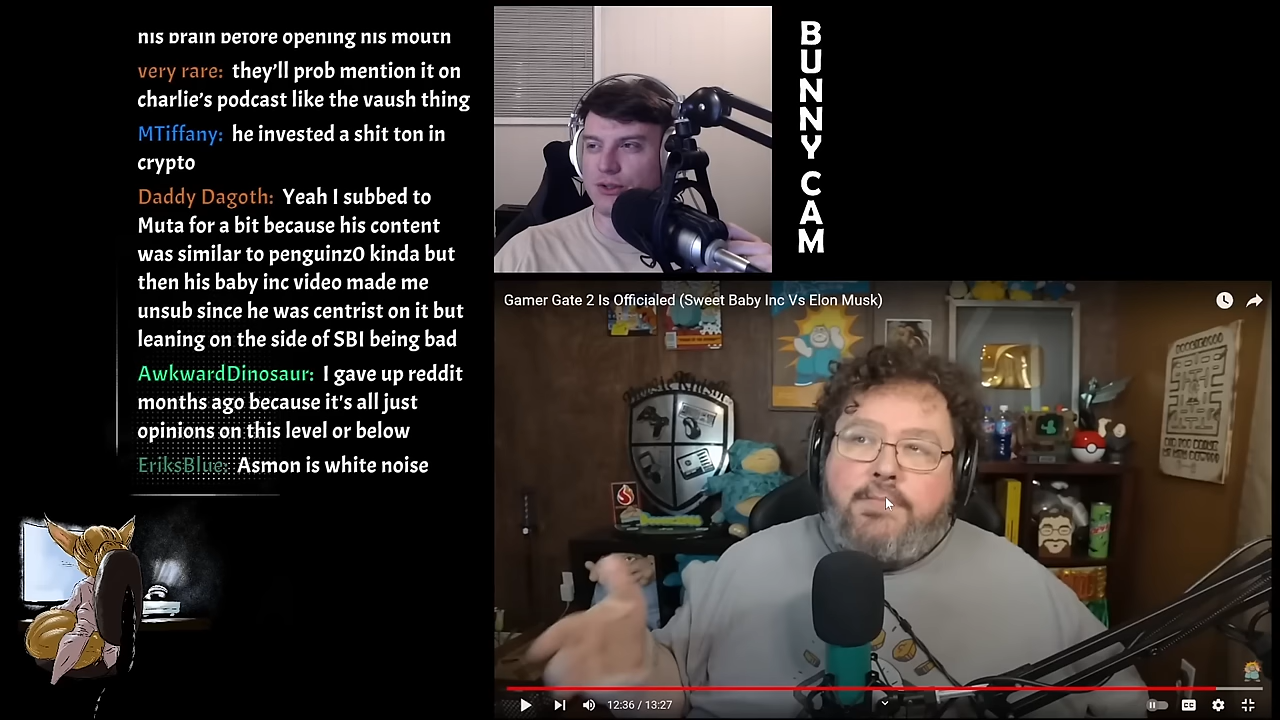 his brain before opening his mouth
very rare: they'll prob mention it on
charlie's podcast like the vaush thing
MTiffany: he invested a shit ton in
crypto
Daddy Dagoth: Yeah I subbed to
Muta for a bit because his content
was similar to penguinz0 kinda but
then his baby inc video made me
unsub since he was centrist on it but
leaning on the side of SBI being bad
AwkwardDinosaur: I gave up reddit
months ago because it's all just
opinions on this level or below
EriksBlue: Asmon is white noise
BUNNY CAM
Gamer Gate 2 Is Officialed (Sweet Baby Inc Vs Elon Musk)
12:36 / 13:27
CC